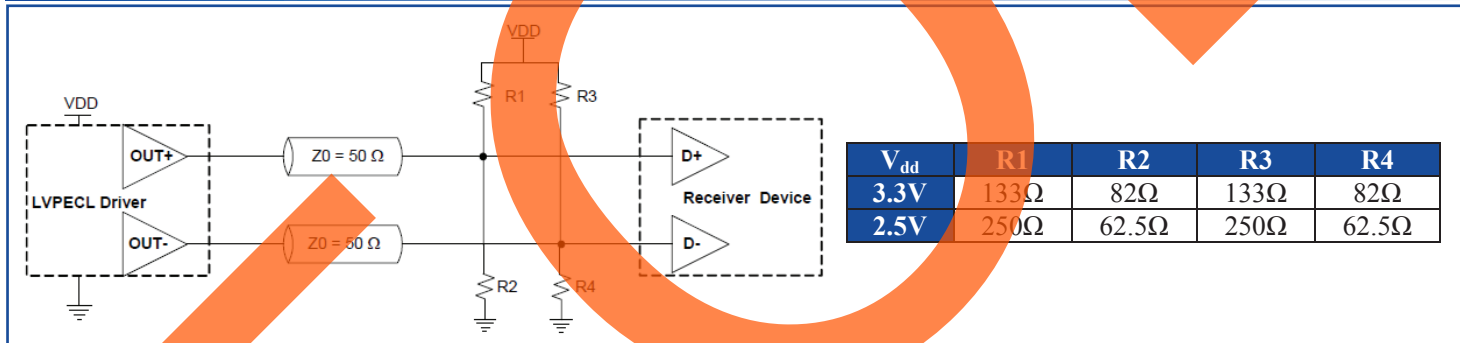 VDD
R1
R3
VDD
OUT+
Z0 = 50 Ω
D+
LVPECL Driver
Receiver Device
OUT-
Z0 = 50 Ω
D-
R2
R4
Vdd R1 R2 R3 R4
3.3V 133Ω 82Ω 133Ω 82Ω
2.5V 250Ω 62.5Ω 250Ω 62.5Ω